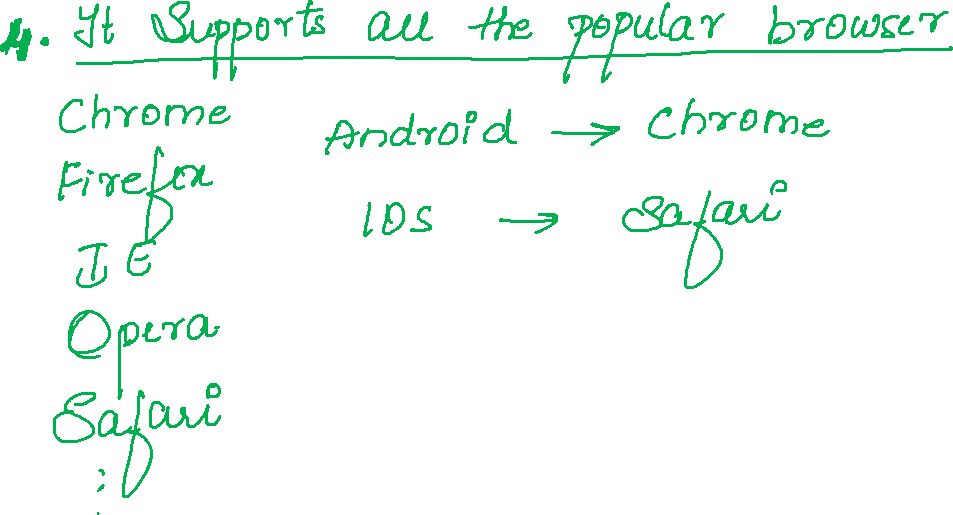 4. It Supports all the popular browser
Chrome
Firefox
IE
Opera
Safari
:
Android → Chrome
IOS → Safari